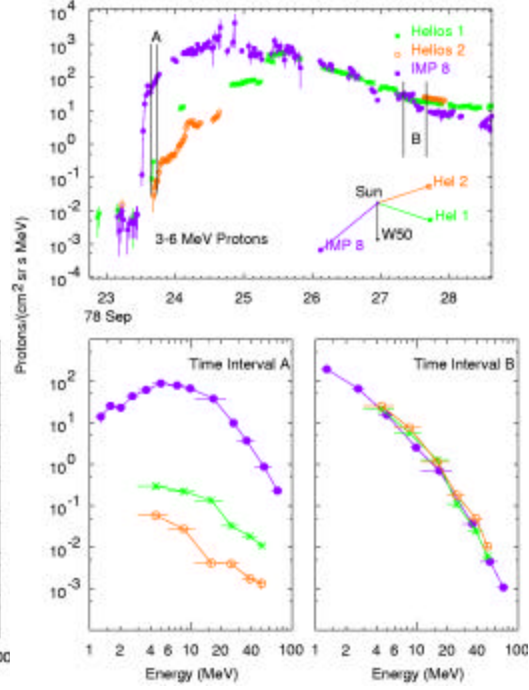 10^4
10^3
10^2
10^1
10^0
10^-1
10^-2
10^-3
10^-4
A
Helios 1
Helios 2
IMP 8
B
Sun
Hel 2
Hel 1
W50
IMP 8
3-6 MeV Protons
23 24 25 26 27 28
78 Sep
Protons/(cm^2 sr s MeV)
Time Interval A
Time Interval B
10^2
10^1
10^0
10^-1
10^-2
10^-3
00
1 2 4 6 10 20 40 100
1 2 4 6 10 20 40 100
Energy (MeV)
Energy (MeV)